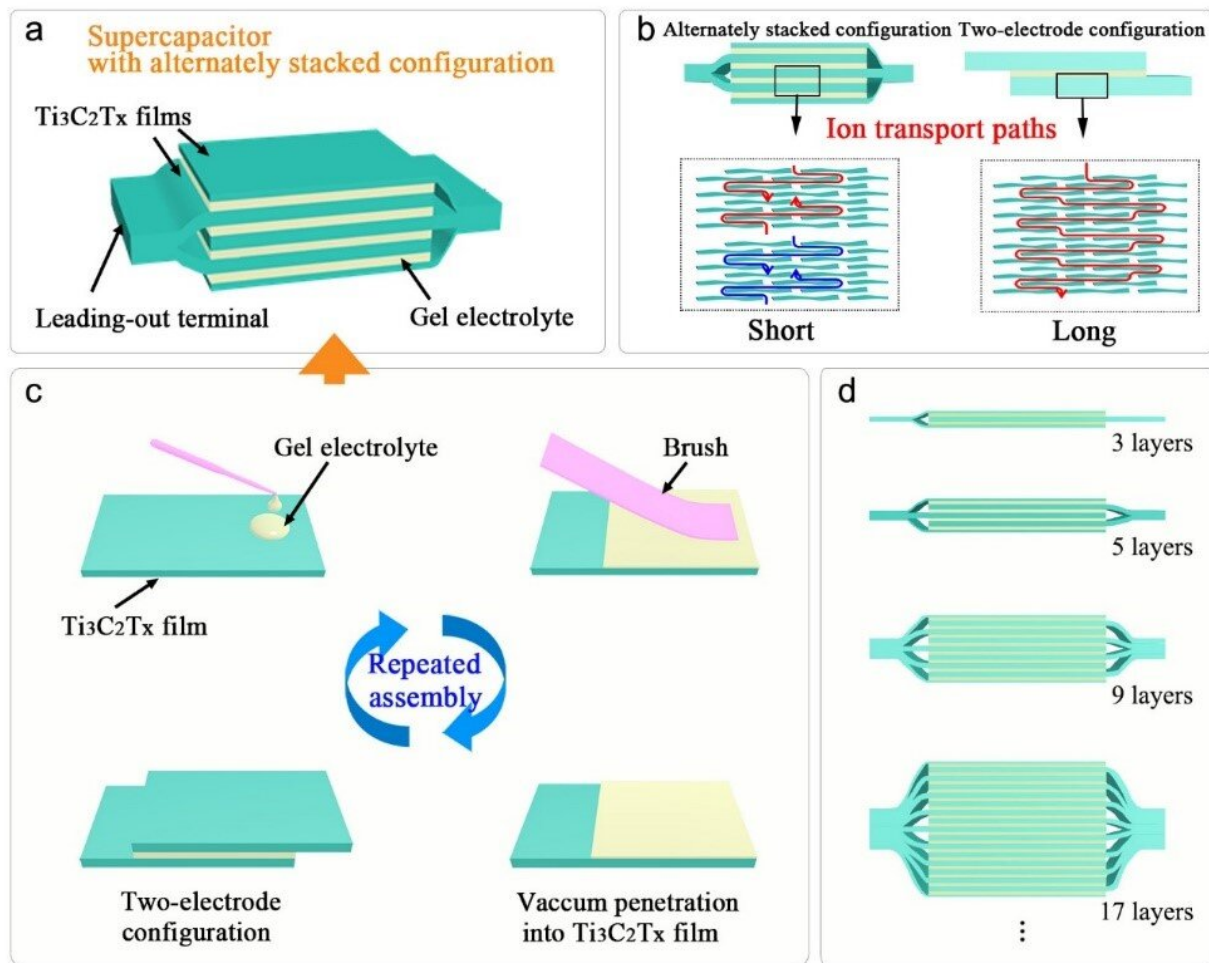 a
Supercapacitor
with alternately stacked configuration
Ti3C2Tx films
Leading-out terminal
Gel electrolyte
b
Alternately stacked configuration
Two-electrode configuration
Ion transport paths
Short
Long
c
Gel electrolyte
Ti3C2Tx film
Brush
Repeated
assembly
Two-electrode
configuration
Vaccum penetration
into Ti3C2Tx film
d
3 layers
5 layers
9 layers
17 layers
⋮